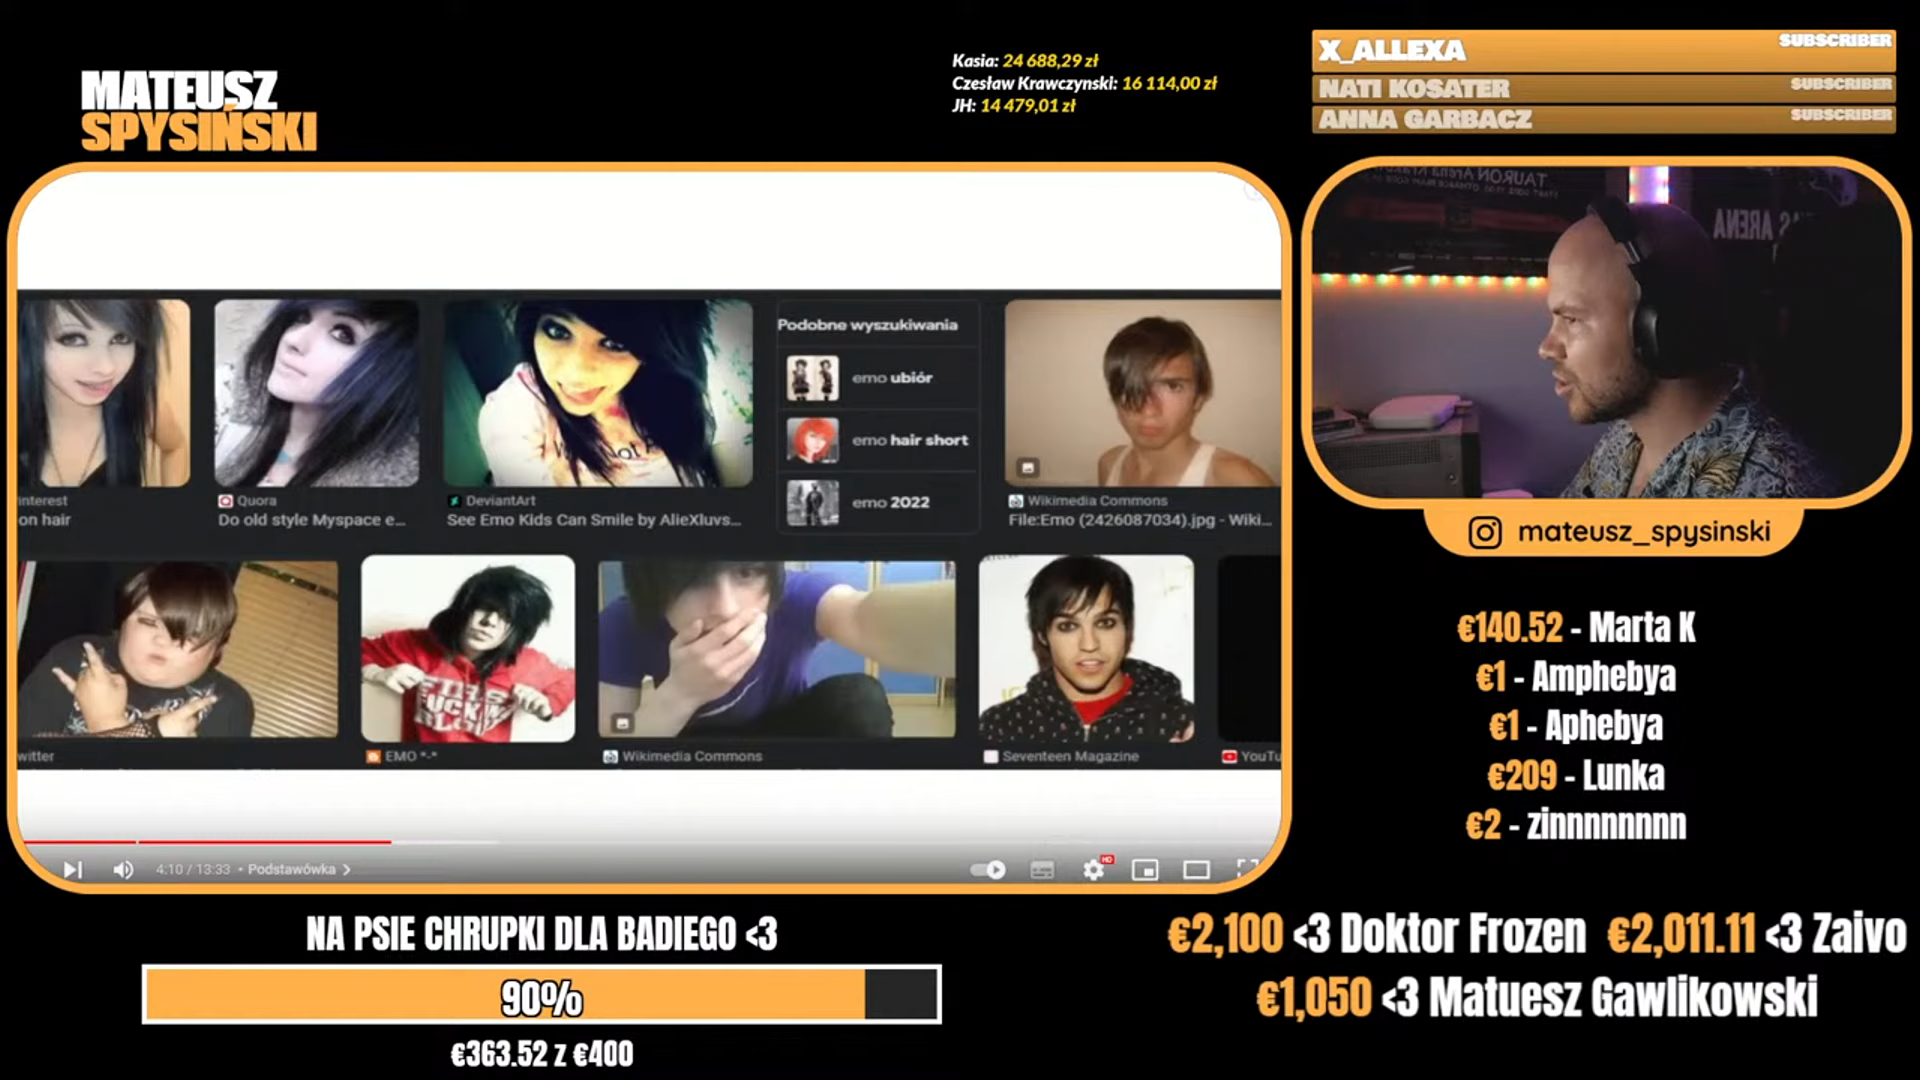 MATEUSZ
SPYSIŃSKI
Kasia: 24 688,29 zł
Czesław Krawczynski: 16 114,00 zł
JH: 14 479,01 zł
X_ALLEXA SUBSCRIBER
NATI KOSATER SUBSCRIBER
ANNA GARBACZ SUBSCRIBER
TAURON Arena
ARENA
Podobne wyszukiwania
emo ubiór
emo hair short
emo 2022
interest
on hair
Quora
Do old style Myspace e...
DeviantArt
See Emo Kids Can Smile by AlieXluvs...
Wikimedia Commons
File:Emo (2426087034).jpg - Wiki...
witter
EMO *-*
Wikimedia Commons
Seventeen Magazine
YouTu
4:10 / 13:33 • Podstawówka
HD
mateusz_spysinski
€140.52 - Marta K
€1 - Amphebya
€1 - Aphebya
€209 - Lunka
€2 - zinnnnnnnn
NA PSIE CHRUPKI DLA BADIEGO <3
90%
€363.52 z €400
€2,100 <3 Doktor Frozen €2,011.11 <3 Zaivo
€1,050 <3 Matuesz Gawlikowski